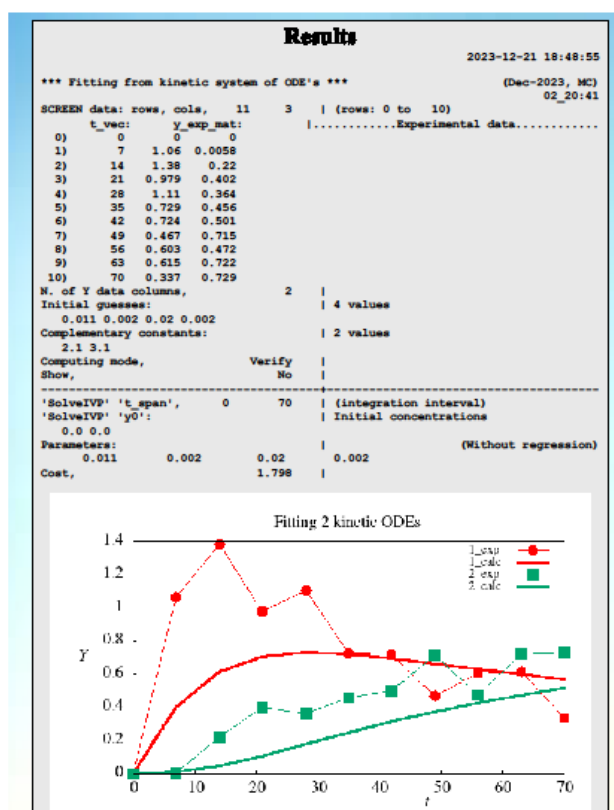 Results
2023-12-21 18:48:55
*** Fitting from kinetic system of ODE's *** (Dec-2023, MC)
02_20:41
SCREEN data: rows, cols, 11 3 | (rows: 0 to 10)
t_vec: y_exp_mat: |............Experimental data............
0) 0 0 0
1) 7 1.06 0.0058
2) 14 1.38 0.22
3) 21 0.979 0.402
4) 28 1.11 0.364
5) 35 0.729 0.456
6) 42 0.724 0.501
7) 49 0.467 0.715
8) 56 0.603 0.472
9) 63 0.615 0.722
10) 70 0.337 0.729
N. of Y data columns, 2 |
Initial guesses: | 4 values
0.011 0.002 0.02 0.002
Complementary constants: | 2 values
2.1 3.1
Computing mode, Verify |
Show, No |
'SolveIVP' 't_span', 0 70 | (integration interval)
'SolveIVP' 'y0': | Initial concentrations
0.0 0.0
Parameters: | (Without regression)
0.011 0.002 0.02 | 0.002
Cost, 1.798 |
Fitting 2 kinetic ODEs
1.4
1.2
1
0.8
0.6
0.4
0.2
0
Y
1_exp
1_calc
2_exp
2_calc
0 10 20 30 40 50 60 70
t